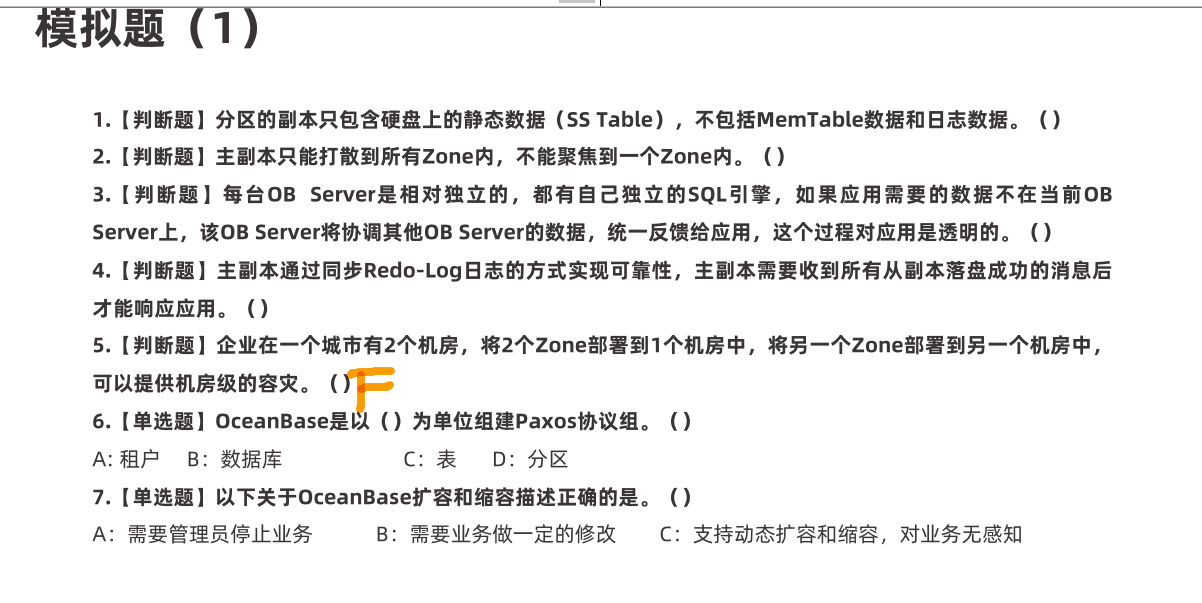 模拟题（1）
1.【判断题】分区的副本只包含硬盘上的静态数据（SS Table），不包括MemTable数据和日志数据。（ ）
2.【判断题】主副本只能打散到所有Zone内，不能聚焦到一个Zone内。（ ）
3.【判断题】每台OB Server是相对独立的，都有自己独立的SQL引擎，如果应用需要的数据不在当前OB
Server上，该OB Server将协调其他OB Server的数据，统一反馈给应用，这个过程对应用是透明的。（ ）
4.【判断题】主副本通过同步Redo-Log日志的方式实现可靠性，主副本需要收到所有从副本落盘成功的消息后
才能响应应用。（ ）
5.【判断题】企业在一个城市有2个机房，将2个Zone部署到1个机房中，将另一个Zone部署到另一个机房中，
可以提供机房级的容灾。（ ）F
6.【单选题】OceanBase是以（ ）为单位组建Paxos协议组。（ ）
A: 租户 B：数据库 C：表 D：分区
7.【单选题】以下关于OceanBase扩容和缩容描述正确的是。（ ）
A：需要管理员停止业务 B：需要业务做一定的修改 C：支持动态扩容和缩容，对业务无感知